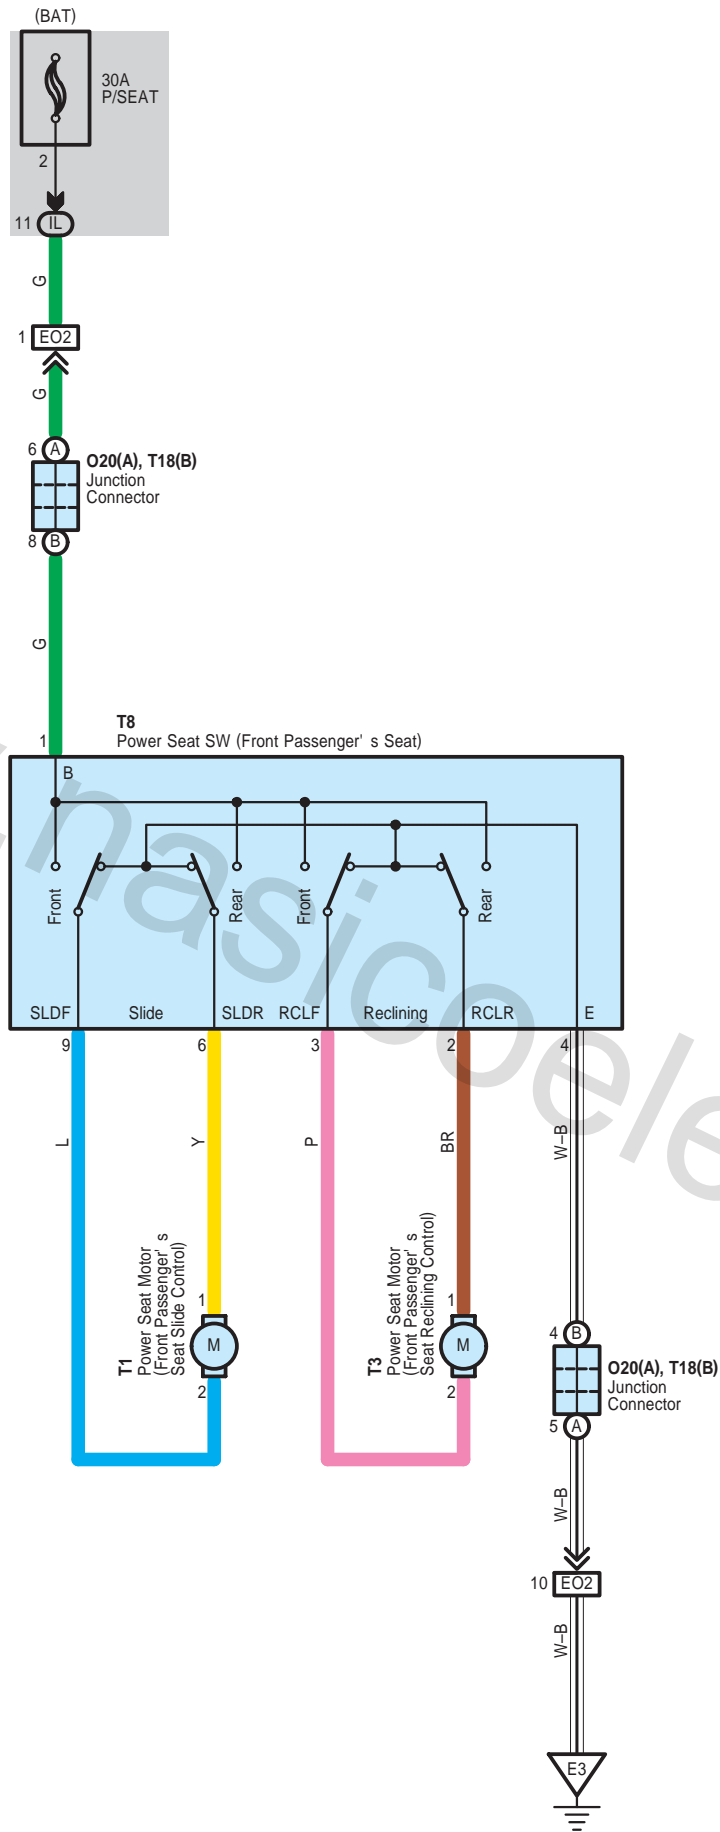 (BAT)
30A
P/SEAT
2
11 IL
G
1 EO2
G
6 A
O20(A), T18(B)
Junction
Connector
8 B
G
T8
1 Power Seat SW (Front Passenger' s Seat)
B
Front
Rear
Front
Rear
SLDF Slide SLDR RCLF Reclining RCLR E
9 6 3 2 4
L
Y
P
BR
W–B
T1
Power Seat Motor
(Front Passenger' s
Seat Slide Control)
1
M
2
T3
Power Seat Motor
(Front Passenger' s
Seat Reclining Control)
1
M
2
4 B
O20(A), T18(B)
Junction
Connector
5 A
W–B
10 EO2
W–B
E3
nasicoele